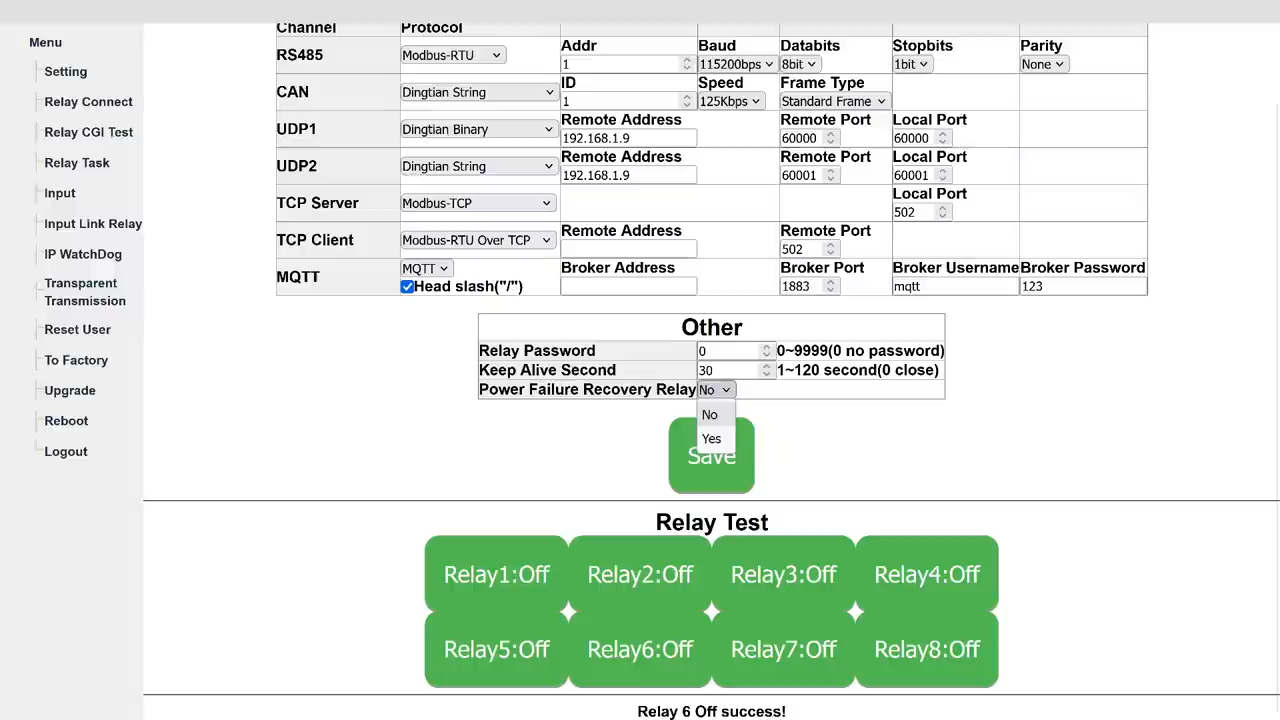 Menu
Setting
Relay Connect
Relay CGI Test
Relay Task
Input
Input Link Relay
IP WatchDog
Transparent
Transmission
Reset User
To Factory
Upgrade
Reboot
Logout
Channel Protocol
RS485 Modbus-RTU Addr 1 Baud 115200bps Databits 8bit Stopbits 1bit Parity None
CAN Dingtian String ID 1 Speed 125Kbps Frame Type Standard Frame
UDP1 Dingtian Binary Remote Address 192.168.1.9 Remote Port 60000 Local Port 60000
UDP2 Dingtian String Remote Address 192.168.1.9 Remote Port 60001 Local Port 60001
TCP Server Modbus-TCP Local Port 502
TCP Client Modbus-RTU Over TCP Remote Address Remote Port 502
MQTT MQTT Head slash("/") Broker Address Broker Port 1883 Broker Username mqtt Broker Password 123
Other
Relay Password 0 0~9999(0 no password)
Keep Alive Second 30 1~120 second(0 close)
Power Failure Recovery Relay No
No
Yes
Save
Relay Test
Relay1:Off Relay2:Off Relay3:Off Relay4:Off
Relay5:Off Relay6:Off Relay7:Off Relay8:Off
Relay 6 Off success!